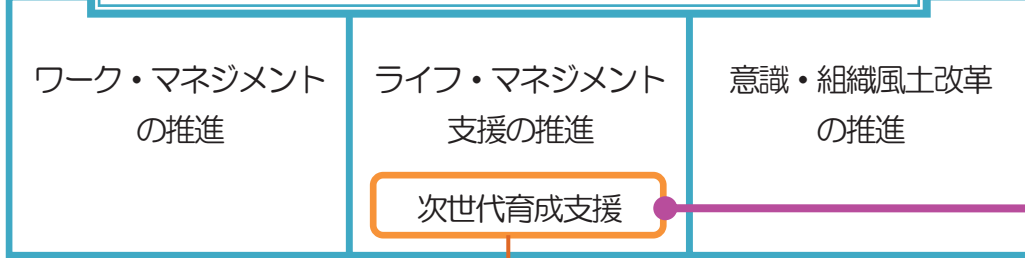 ワーク・マネジメント
の推進
ライフ・マネジメント
支援の推進
次世代育成支援
意識・組織風土改革
の推進